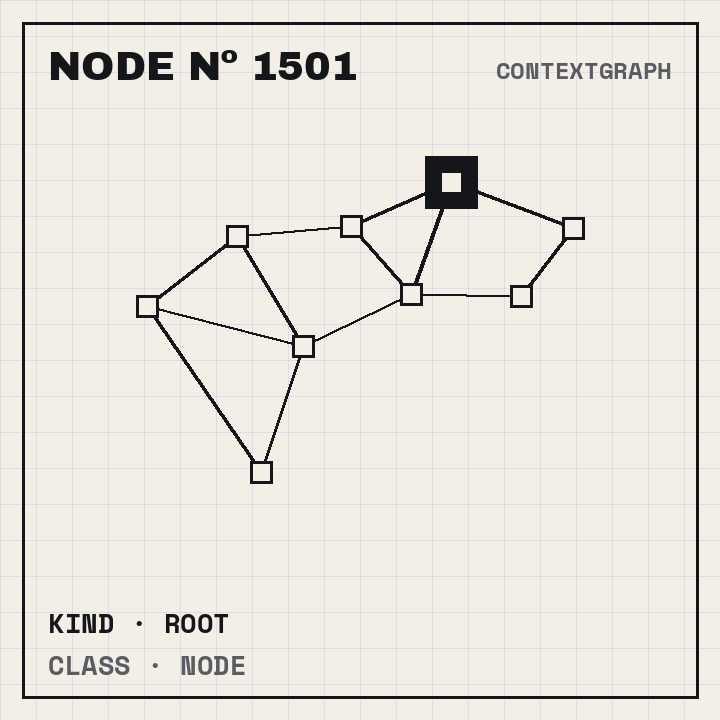 NODE Nº 1501
CONTEXTGRAPH
KIND · ROOT
CLASS · NODE